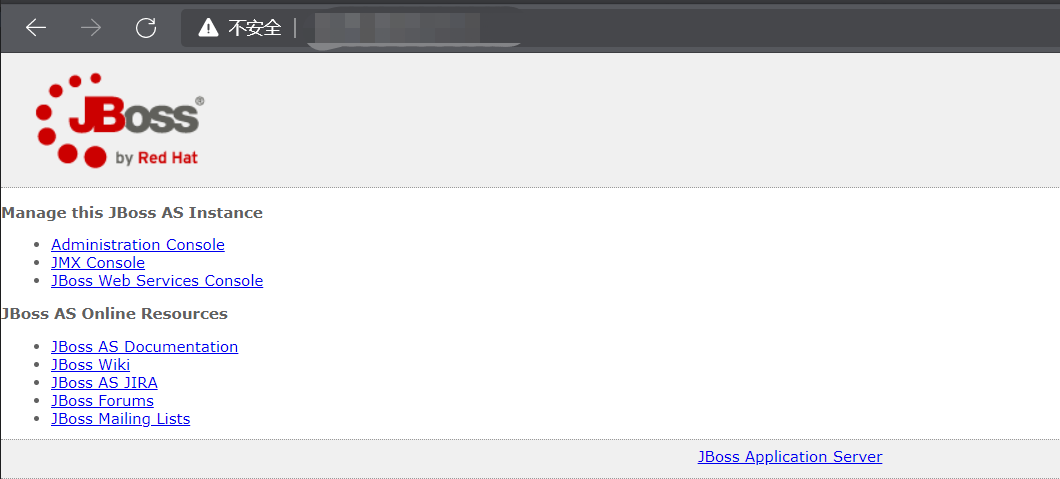 不安全
JBoss®
by Red Hat
Manage this JBoss AS Instance
Administration Console
JMX Console
JBoss Web Services Console
JBoss AS Online Resources
JBoss AS Documentation
JBoss Wiki
JBoss AS JIRA
JBoss Forums
JBoss Mailing Lists
JBoss Application Server